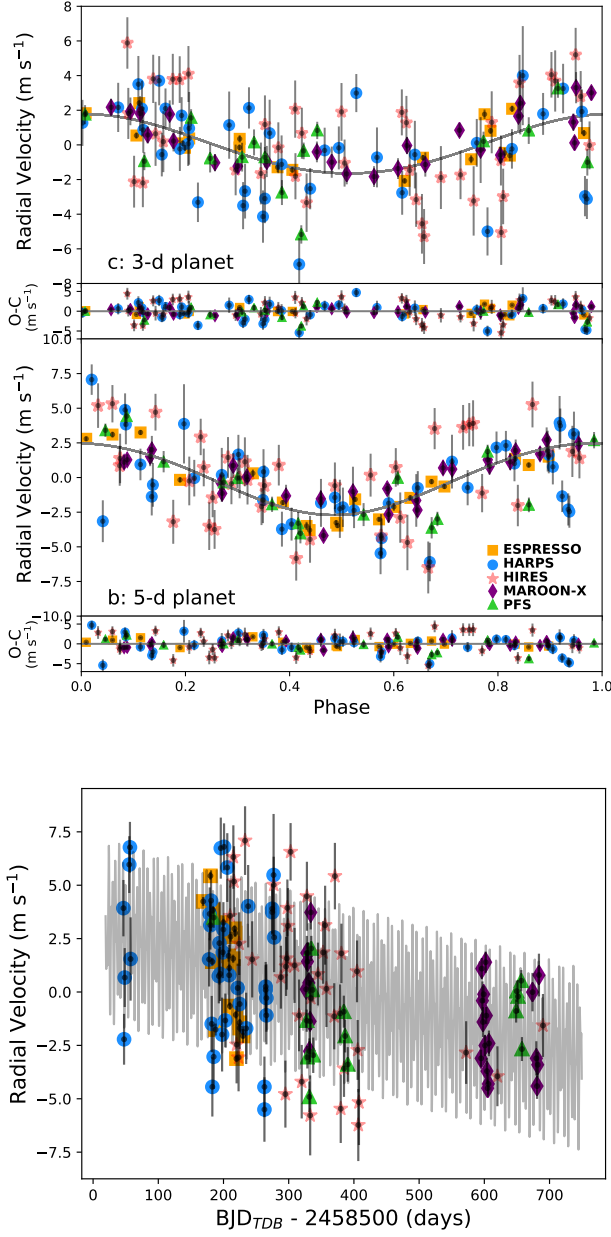 8
6
4
2
0
−2
−4
−6
−8
Radial Velocity (m s⁻¹)
c: 3-d planet
5
0
−5
O-C
(m s⁻¹)
10.0
7.5
5.0
2.5
0.0
−2.5
−5.0
−7.5
−10.0
Radial Velocity (m s⁻¹)
ESPRESSO
HARPS
HIRES
MAROON-X
PFS
b: 5-d planet
5
0
−5
O-C
(m s⁻¹)
0.0 0.2 0.4 0.6 0.8 1.0
Phase
7.5
5.0
2.5
0.0
−2.5
−5.0
−7.5
Radial Velocity (m s⁻¹)
0 100 200 300 400 500 600 700
BJD_TDB - 2458500 (days)